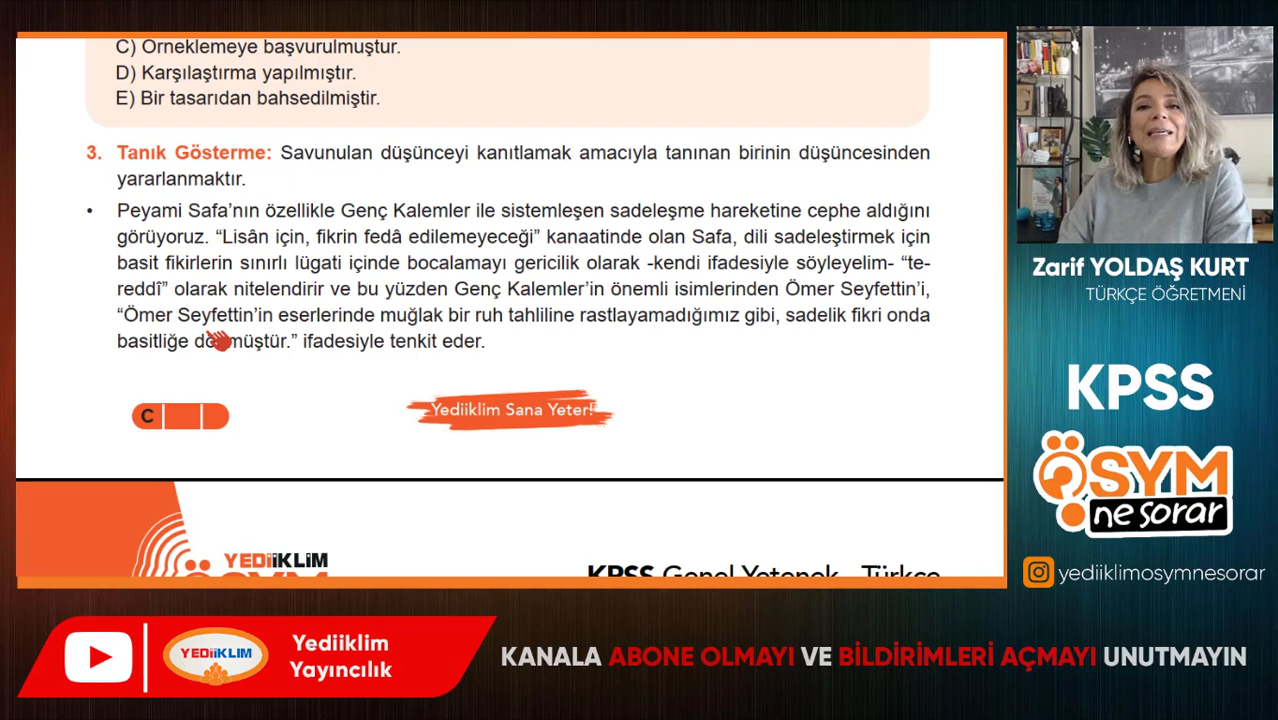 C) Örneklemeye başvurulmuştur.
D) Karşılaştırma yapılmıştır.
E) Bir tasarıdan bahsedilmiştir.
3. Tanık Gösterme: Savunulan düşünceyi kanıtlamak amacıyla tanınan birinin düşüncesinden
yararlanmaktır.
• Peyami Safa’nın özellikle Genç Kalemler ile sistemleşen sadeleşme hareketine cephe aldığını
görüyoruz. “Lisân için, fikrin fedâ edilemeyeceği” kanaatinde olan Safa, dili sadeleştirmek için
basit fikirlerin sınırlı lügati içinde bocalamayı gericilik olarak -kendi ifadesiyle söyleyelim- “te-
reddî” olarak nitelendirir ve bu yüzden Genç Kalemler’in önemli isimlerinden Ömer Seyfettin’i,
“Ömer Seyfettin’in eserlerinde muğlak bir ruh tahliline rastlayamadığımız gibi, sadelik fikri onda
basitliğe ifadesiyle tenkit eder.
C
Yediiklim Sana Yeter!
YEDİİKLİM
KPSS Genel Yetenek - Türkçe
Zarif YOLDAŞ KURT
TÜRKÇE ÖĞRETMENİ
KPSS
ÖSYM
ne sorar
yediiklimosymnesorar
YEDİİKLİM
Yediiklim
Yayıncılık
KANALA ABONE OLMAYI VE BİLDİRİMLERİ AÇMAYI UNUTMAYIN